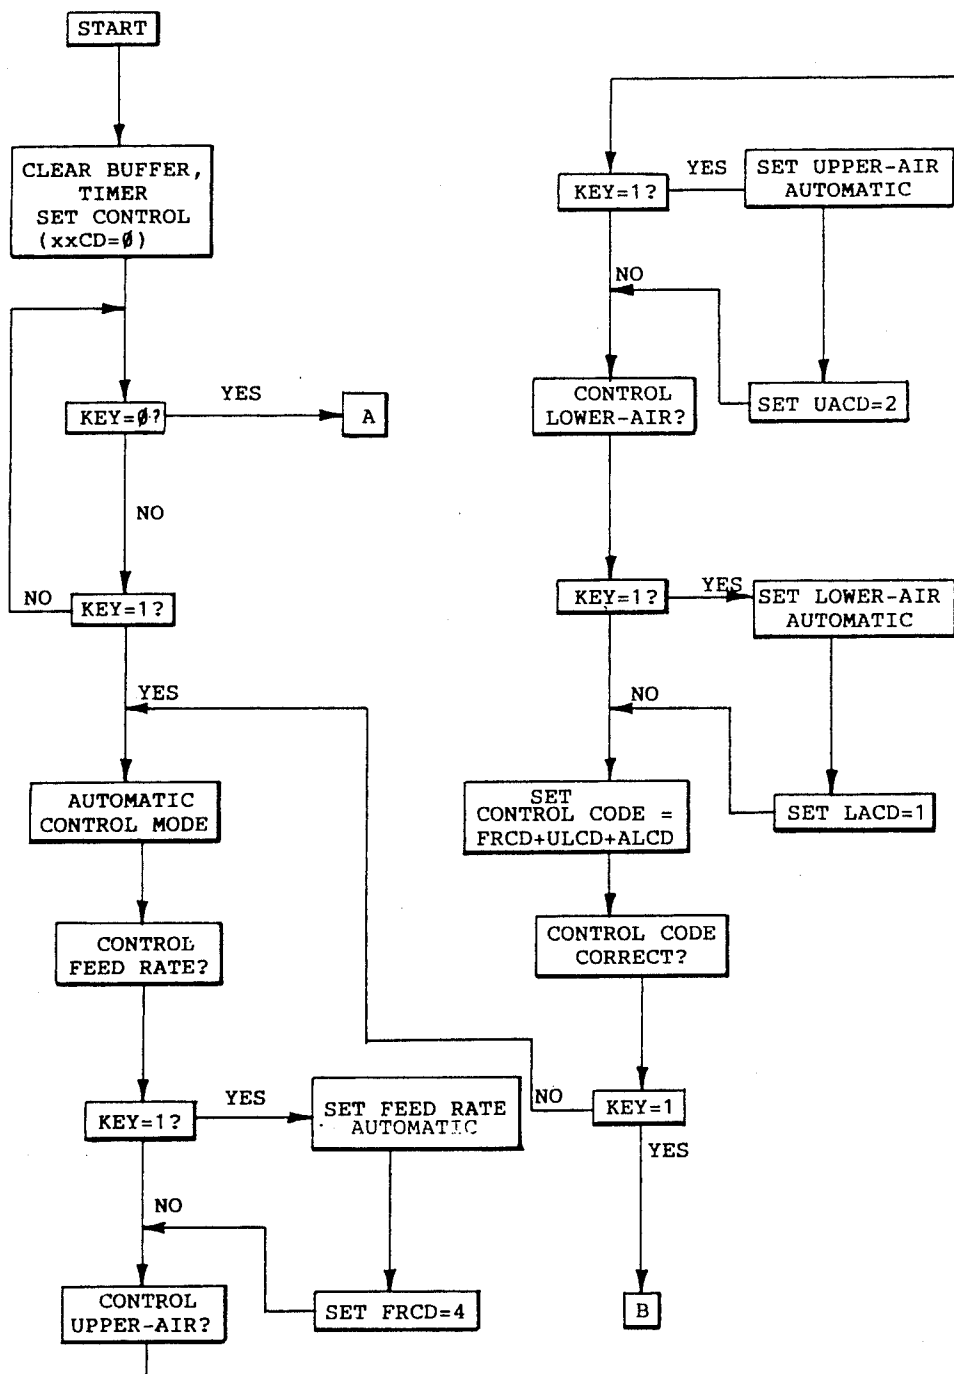 START
CLEAR BUFFER,
TIMER
SET CONTROL
(xxCD=Ø)
KEY=Ø?
YES
A
NO
KEY=1?
NO
YES
AUTOMATIC
CONTROL MODE
CONTROL
FEED RATE?
KEY=1?
YES
SET FEED RATE
AUTOMATIC
NO
SET FRCD=4
CONTROL
UPPER-AIR?
KEY=1?
YES
SET UPPER-AIR
AUTOMATIC
NO
SET UACD=2
CONTROL
LOWER-AIR?
KEY=1?
YES
SET LOWER-AIR
AUTOMATIC
NO
SET LACD=1
SET
CONTROL CODE =
FRCD+ULCD+ALCD
CONTROL CODE
CORRECT?
KEY=1
NO
YES
B